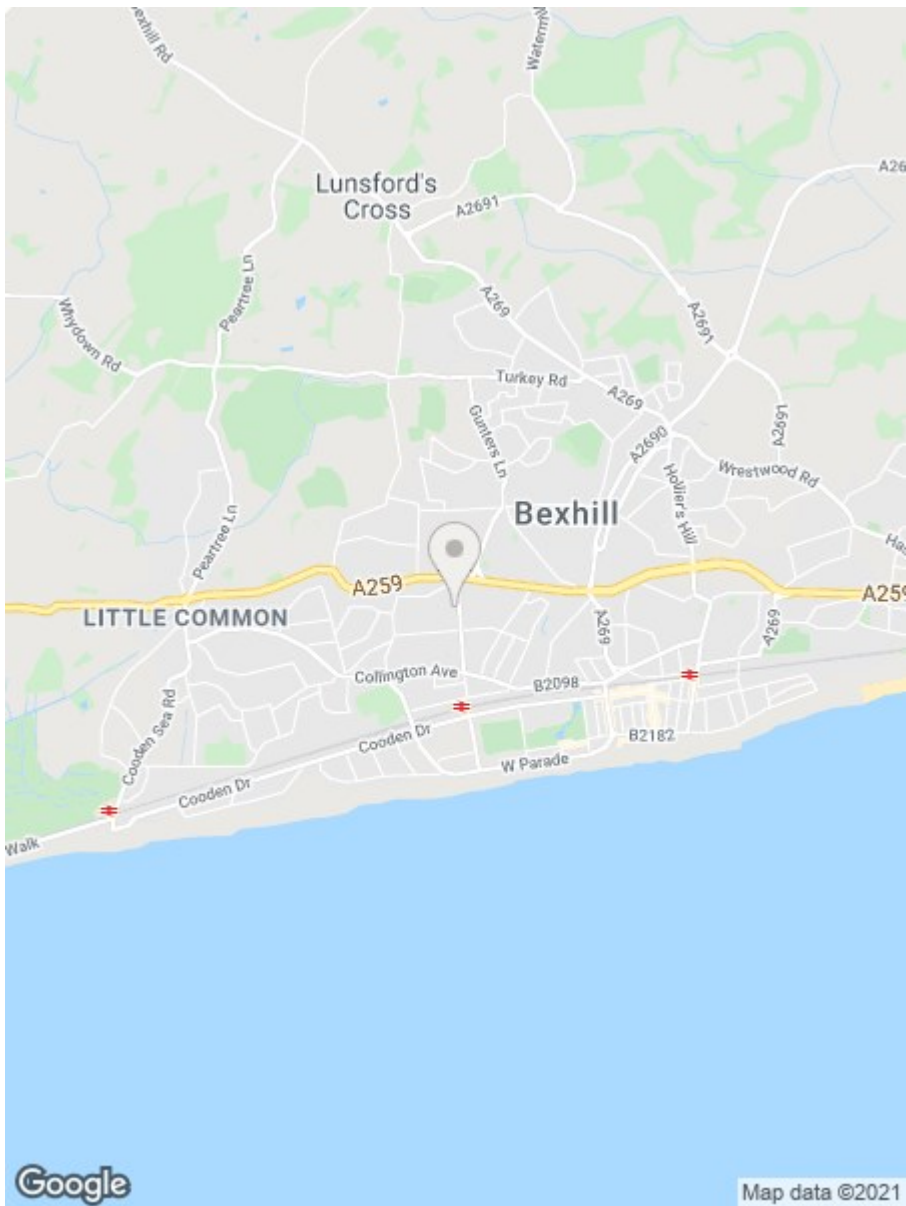 Bexhill Rd
Lunsford's
Cross
A2691
Peartree Ln
Whydown Rd
A269
A2691
Turkey Rd
A269
Gunters Ln
A2690
A2691
Wrestwood Rd
Hollier's Hill
Bexhill
Peartree Ln
A259
A259
LITTLE COMMON
A269
A269
Collington Ave
B2098
Cooden Sea Rd
Cooden Dr
B2182
W Parade
Cooden Dr
Walk
Google
Map data ©2021